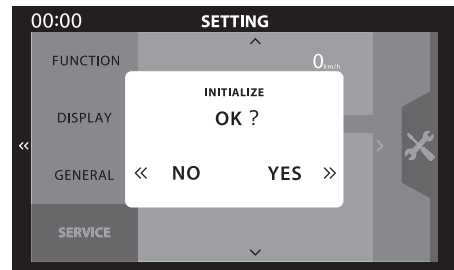 00:00 SETTING
FUNCTION
0km/h
INITIALIZE
OK ?
DISPLAY
GENERAL
« NO YES »
SERVICE